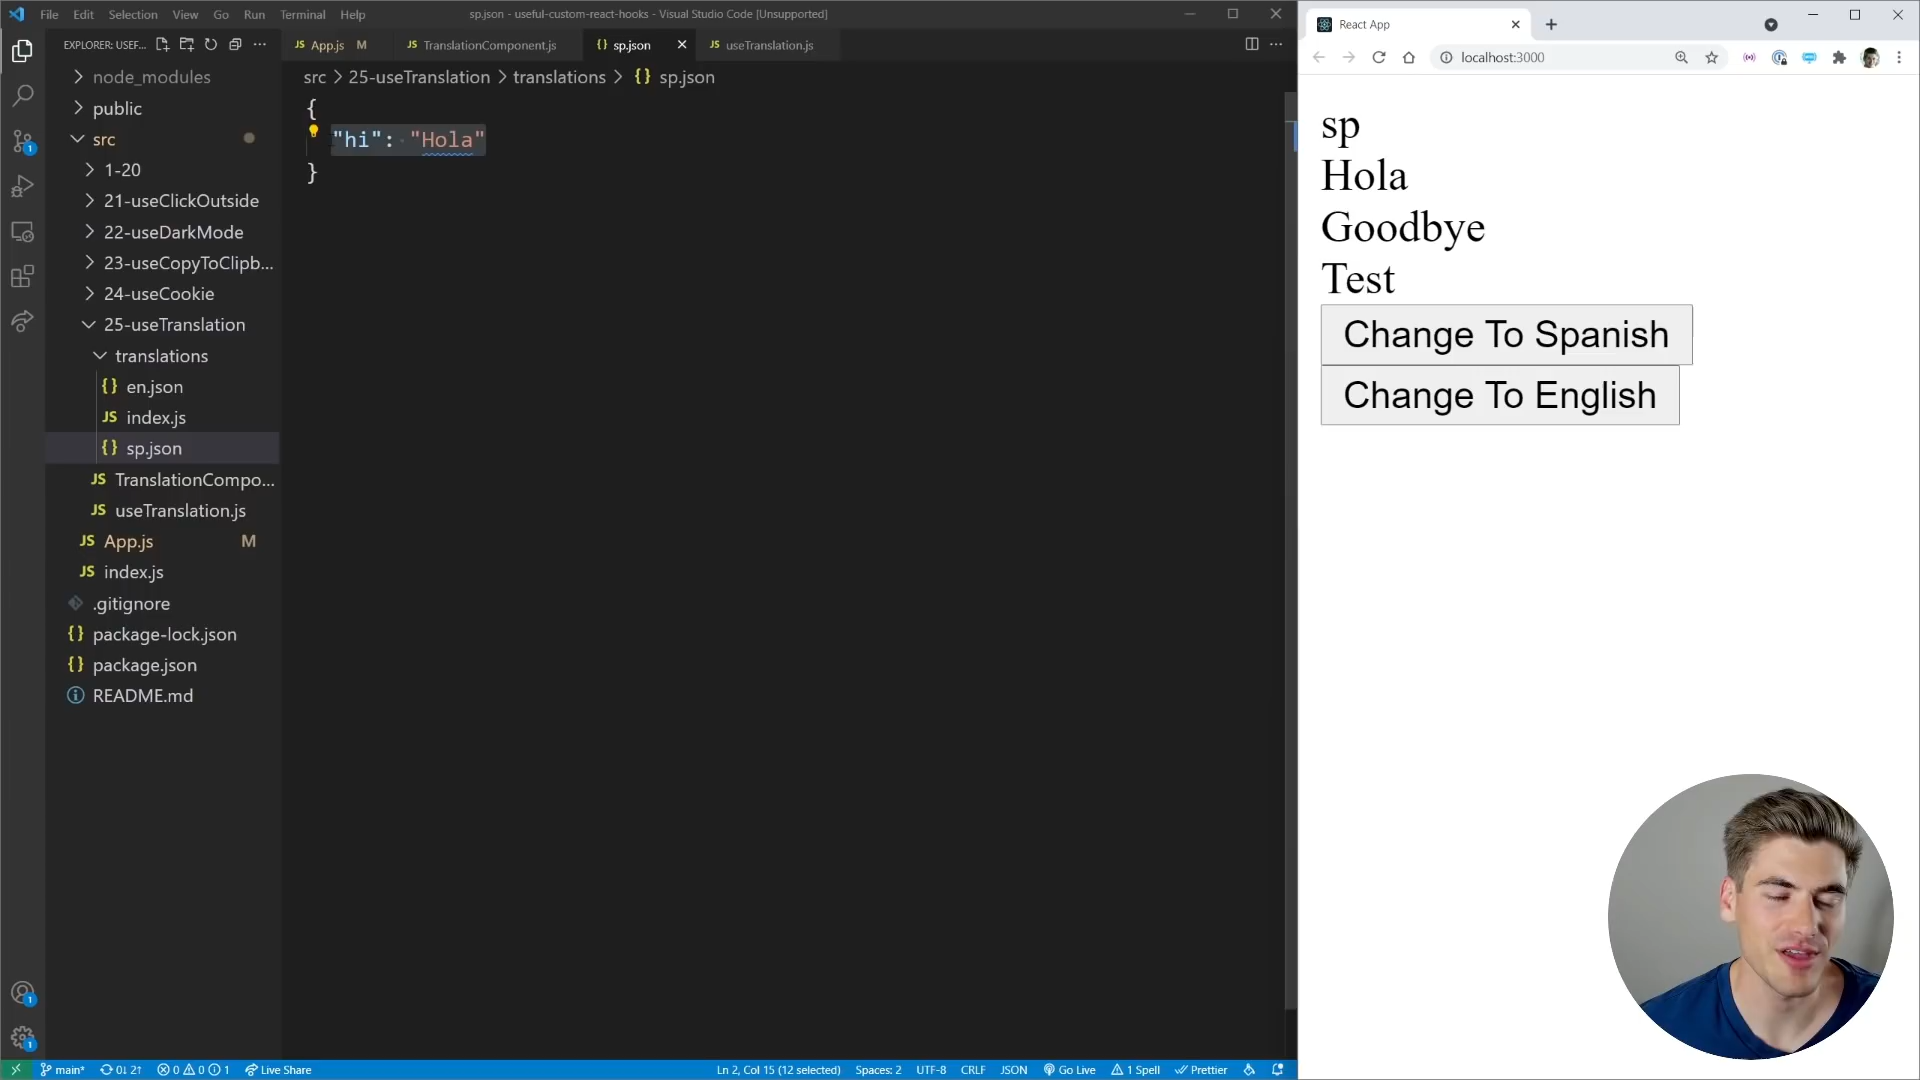 File Edit Selection View Go Run Terminal Help
sp.json - useful-custom-react-hooks - Visual Studio Code [Unsupported]
EXPLORER: USEF...
App.js M
TranslationComponent.js
{} sp.json
JS useTranslation.js
node_modules
public
src
1-20
21-useClickOutside
22-useDarkMode
23-useCopyToClipb...
24-useCookie
25-useTranslation
translations
{} en.json
JS index.js
{} sp.json
JS TranslationCompo...
JS useTranslation.js
JS App.js M
JS index.js
.gitignore
{} package-lock.json
{} package.json
README.md
src > 25-useTranslation > translations > {} sp.json
{
"hi": "Hola"
}
main* 0↓ 2↑ 0 0 1 Live Share
Ln 2, Col 15 (12 selected) Spaces: 2 UTF-8 CRLF JSON Go Live 1 Spell Prettier
React App
localhost:3000
sp
Hola
Goodbye
Test
Change To Spanish
Change To English